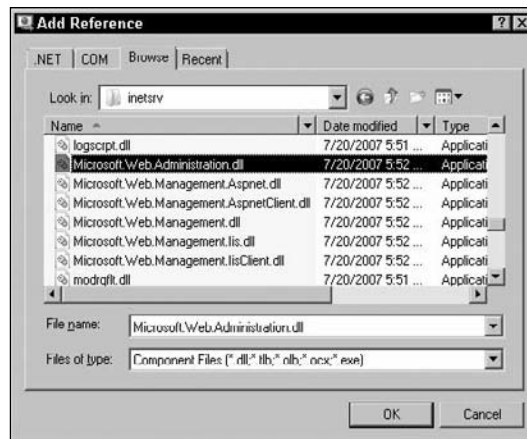 Add Reference
.NET COM Browse Recent
Look in: inetsrv
Name Date modified Type
logscrpt.dll 7/20/2007 5:51 ... Applicati
Microsoft.Web.Administration.dll 7/20/2007 5:52 ... Applicati
Microsoft.Web.Management.Aspnet.dll 7/20/2007 5:52 ... Applicati
Microsoft.Web.Management.AspnetClient.dll 7/20/2007 5:52 ... Applicati
Microsoft.Web.Management.dll 7/20/2007 5:52 ... Applicati
Microsoft.Web.Management.Iis.dll 7/20/2007 5:52 ... Applicati
Microsoft.Web.Management.IisClient.dll 7/20/2007 5:52 ... Applicati
modrqflt.dll 7/20/2007 5:51 ... Applicati
File name: Microsoft.Web.Administration.dll
Files of type: Component Files (*.dll;*.tlb;*.olb;*.ocx;*.exe)
OK Cancel